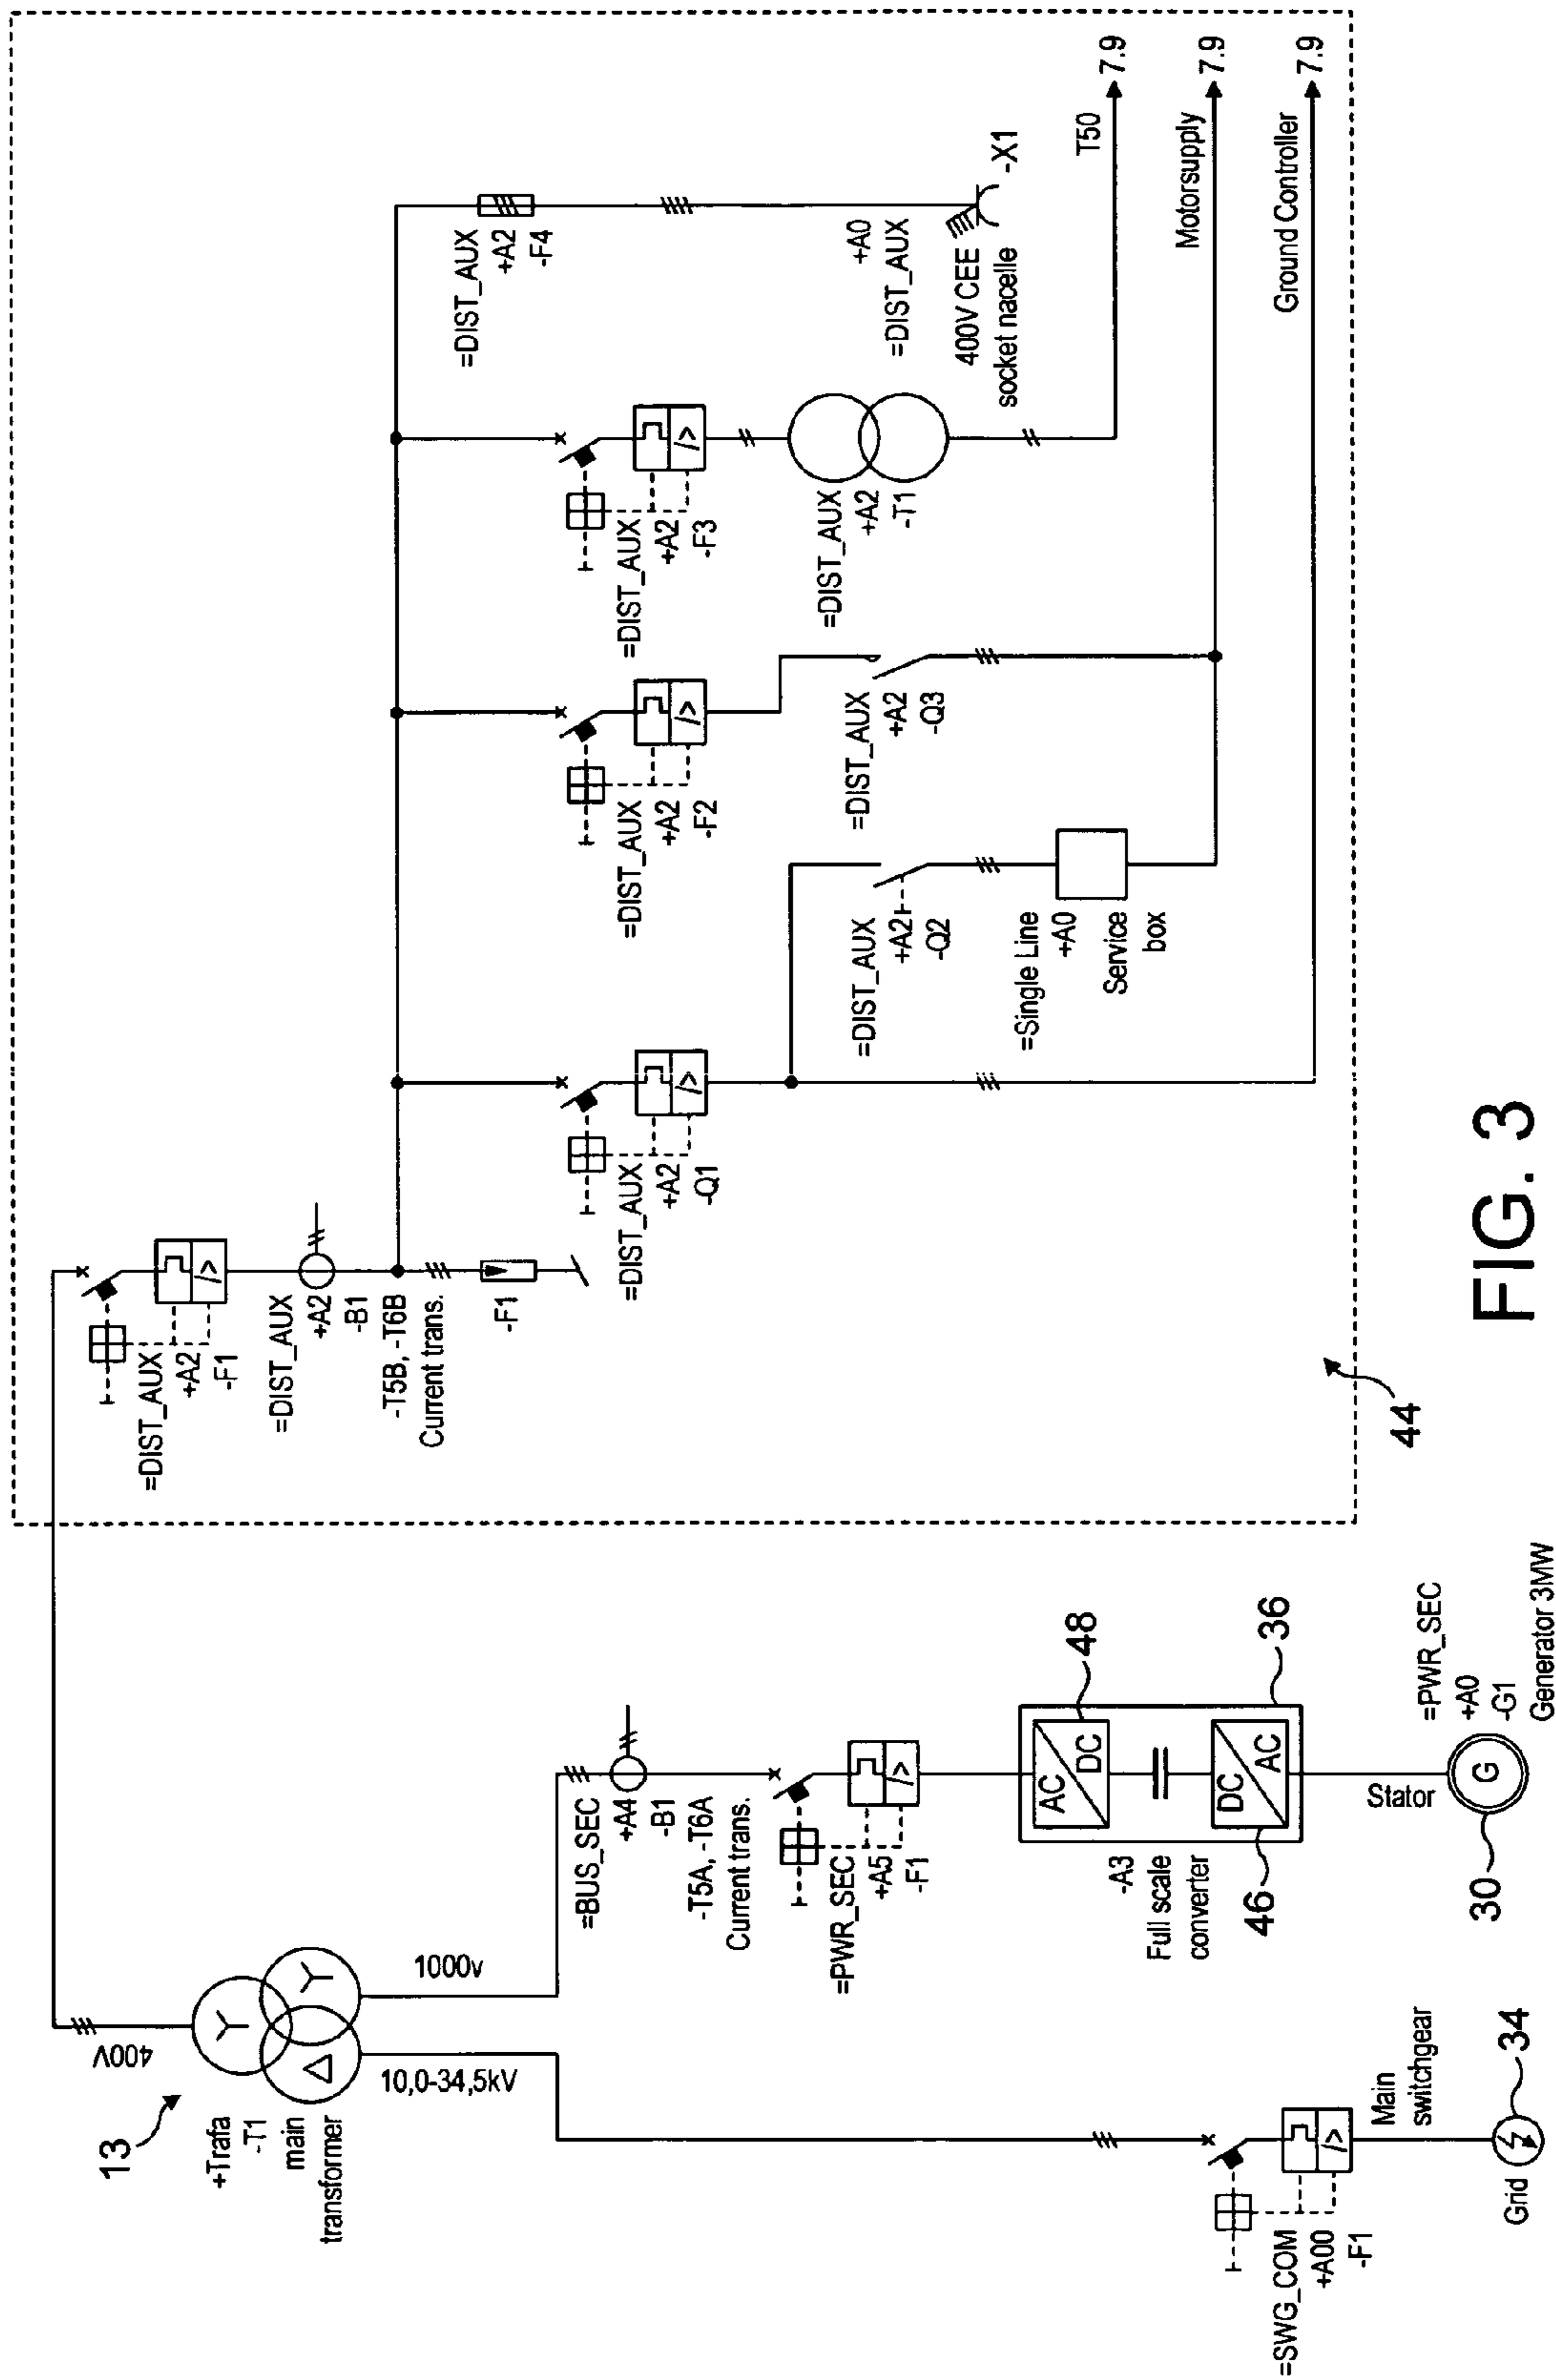 13
+Trafa
-T1
main
transformer
400V
10,0-34,5kV
1000v
=SWG_COM
+A00
-F1
Main
switchgear
Grid
34
=BUS_SEC
+A4
-B1
-T5A, -T6A
Current trans.
=PWR_SEC
+A5
-F1
-A3
Full scale
converter
AC
DC
DC
AC
48
46
36
Stator
G
30
=PWR_SEC
+A0
-G1
Generator 3MW
=DIST_AUX
+A2
-F1
=DIST_AUX
+A2
-B1
-T5B, -T6B
Current trans.
-F1
=DIST_AUX
+A2
-Q1
=DIST_AUX
+A2
-F2
=DIST_AUX
+A2
-F3
=DIST_AUX
+A2
-F4
=DIST_AUX
+A2
-Q2
=Single Line
+A0
Service
box
=DIST_AUX
+A2
-Q3
=DIST_AUX
+A2
-T1
+A0
=DIST_AUX
400V CEE
socket nacelle
-X1
T50
7.9
Motorsupply
7.9
Ground Controller
7.9
I>
I>
I>
I>
I>
I>
44
FIG. 3